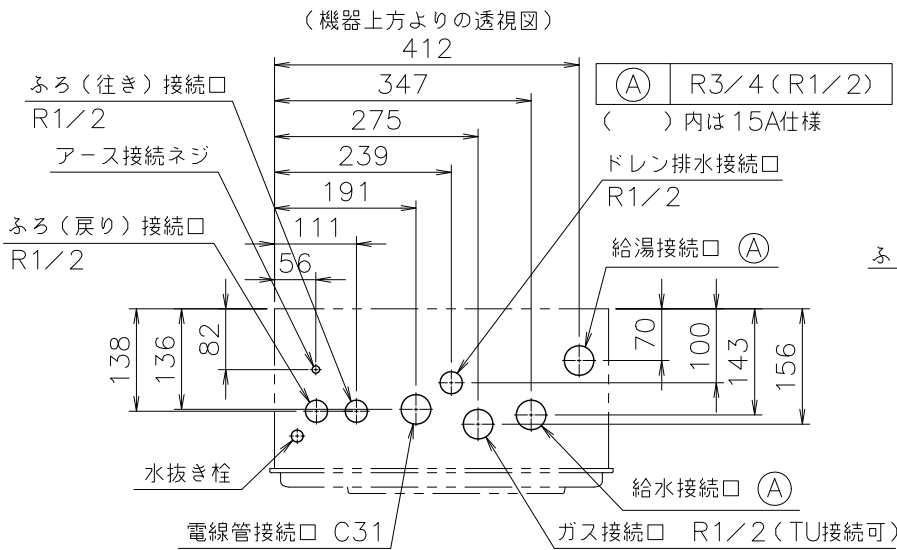 （機器上方よりの透視図）
412
ふろ（往き）接続口
R1/2
347
Ⓐ R3/4(R1/2)
（　　）内は15A仕様
275
アース接続ネジ
239
ドレン排水接続口
R1/2
191
ふろ（戻り）接続口
R1/2
111
給湯接続口 Ⓐ
ふ
56
138
136
82
70
100
143
156
水抜き栓
給水接続口 Ⓐ
電線管接続口 C31
ガス接続口 R1/2(TU接続可)